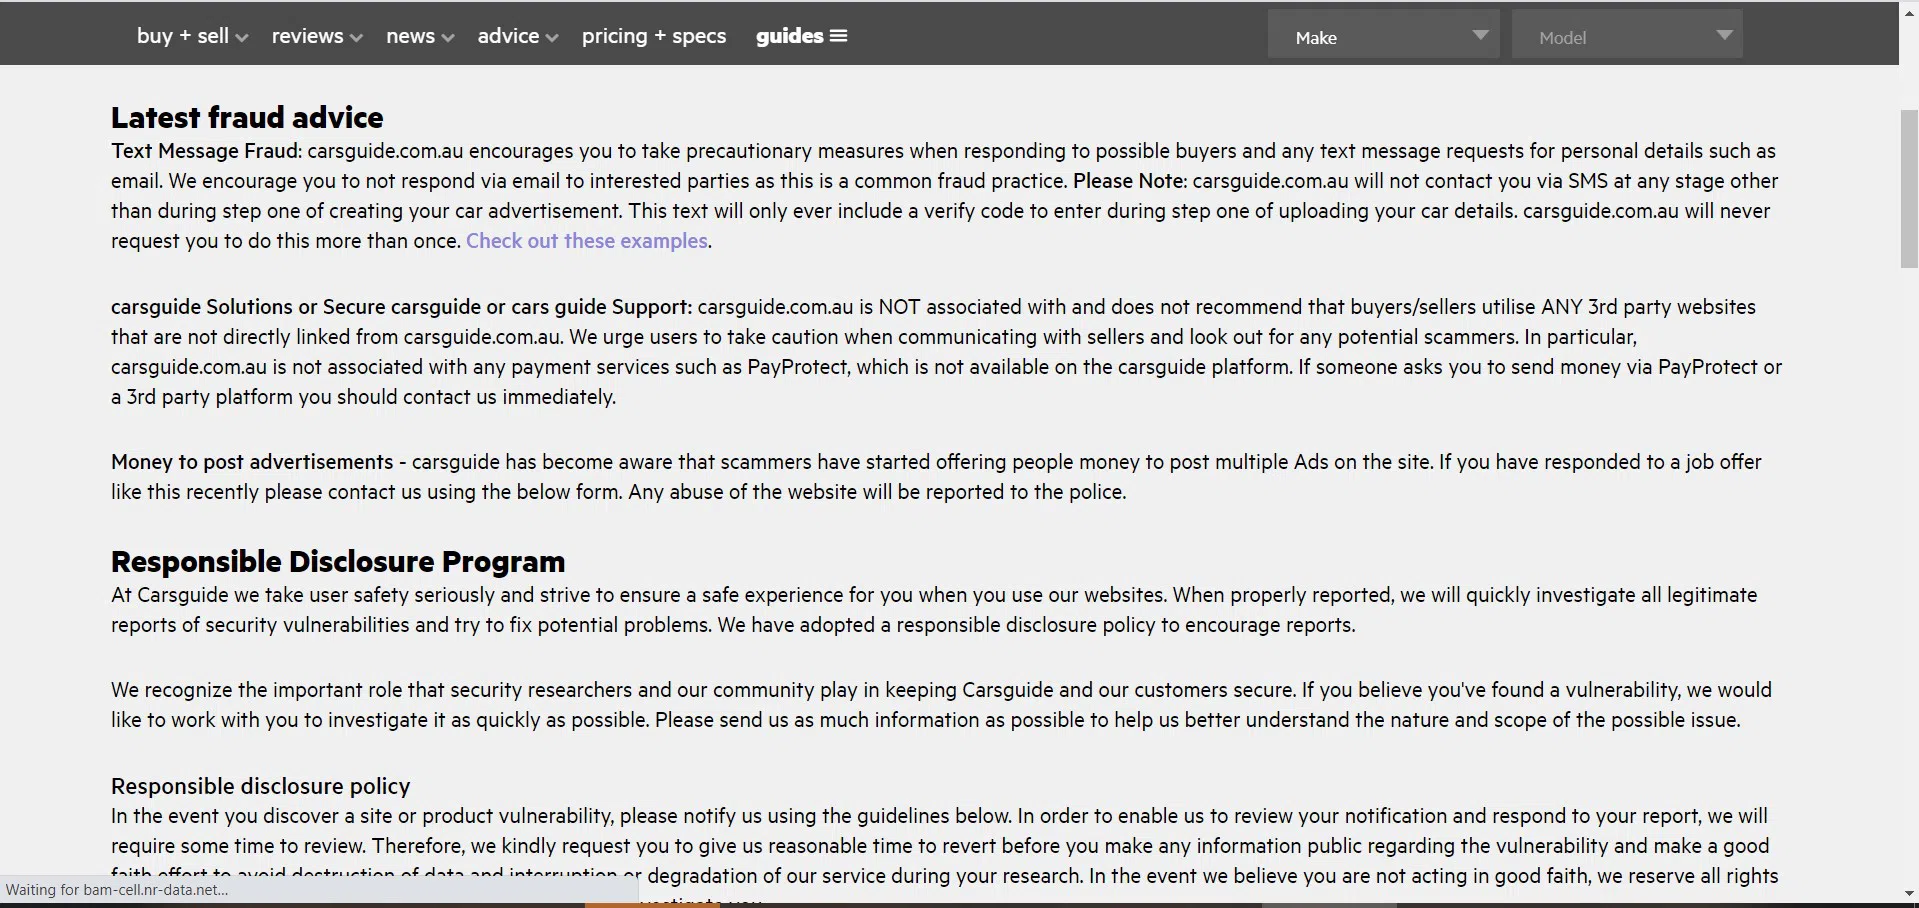 buy + sell reviews news advice pricing + specs guides Make Model
Latest fraud advice
Text Message Fraud: carsguide.com.au encourages you to take precautionary measures when responding to possible buyers and any text message requests for personal details such as
email. We encourage you to not respond via email to interested parties as this is a common fraud practice. Please Note: carsguide.com.au will not contact you via SMS at any stage other
than during step one of creating your car advertisement. This text will only ever include a verify code to enter during step one of uploading your car details. carsguide.com.au will never
request you to do this more than once. Check out these examples.
carsguide Solutions or Secure carsguide or cars guide Support: carsguide.com.au is NOT associated with and does not recommend that buyers/sellers utilise ANY 3rd party websites
that are not directly linked from carsguide.com.au. We urge users to take caution when communicating with sellers and look out for any potential scammers. In particular,
carsguide.com.au is not associated with any payment services such as PayProtect, which is not available on the carsguide platform. If someone asks you to send money via PayProtect or
a 3rd party platform you should contact us immediately.
Money to post advertisements - carsguide has become aware that scammers have started offering people money to post multiple Ads on the site. If you have responded to a job offer
like this recently please contact us using the below form. Any abuse of the website will be reported to the police.
Responsible Disclosure Program
At Carsguide we take user safety seriously and strive to ensure a safe experience for you when you use our websites. When properly reported, we will quickly investigate all legitimate
reports of security vulnerabilities and try to fix potential problems. We have adopted a responsible disclosure policy to encourage reports.
We recognize the important role that security researchers and our community play in keeping Carsguide and our customers secure. If you believe you've found a vulnerability, we would
like to work with you to investigate it as quickly as possible. Please send us as much information as possible to help us better understand the nature and scope of the possible issue.
Responsible disclosure policy
In the event you discover a site or product vulnerability, please notify us using the guidelines below. In order to enable us to review your notification and respond to your report, we will
require some time to review. Therefore, we kindly request you to give us reasonable time to revert before you make any information public regarding the vulnerability and make a good
faith effort to avoid destruction of data and interruption or degradation of our service during your research. In the event we believe you are not acting in good faith, we reserve all rights
Waiting for bam-cell.nr-data.net...